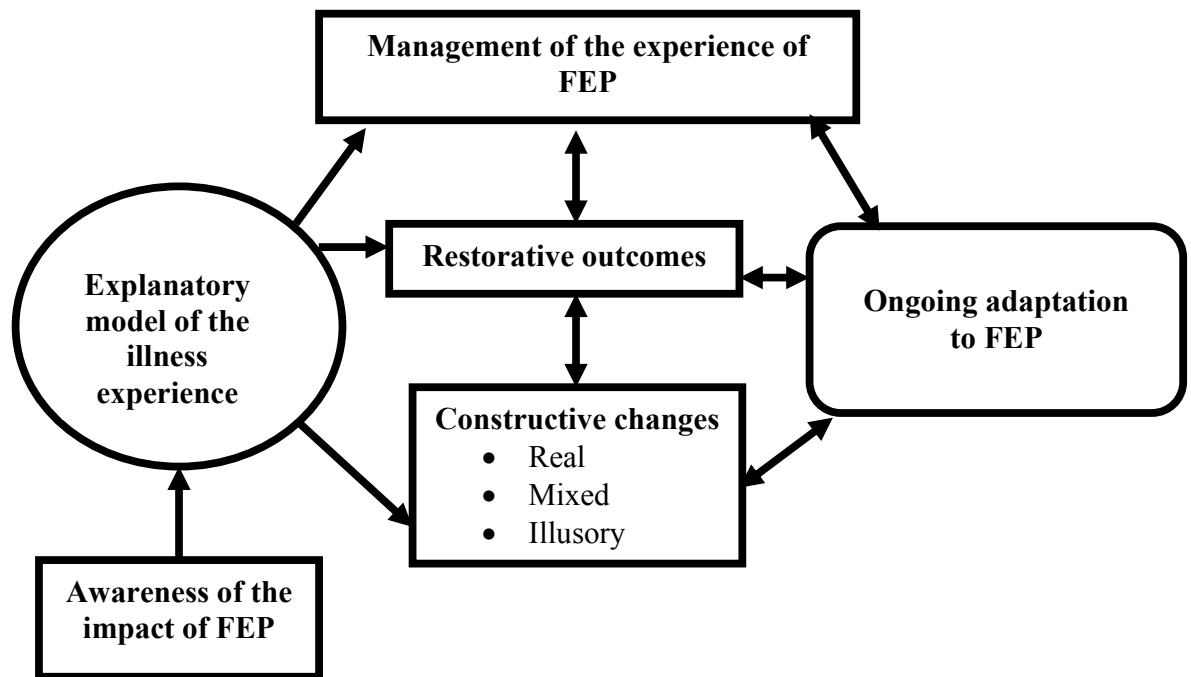 Management of the experience of
FEP
Explanatory
model of the
illness
experience
Restorative outcomes
Ongoing adaptation
to FEP
Constructive changes
• Real
• Mixed
• Illusory
Awareness of the
impact of FEP